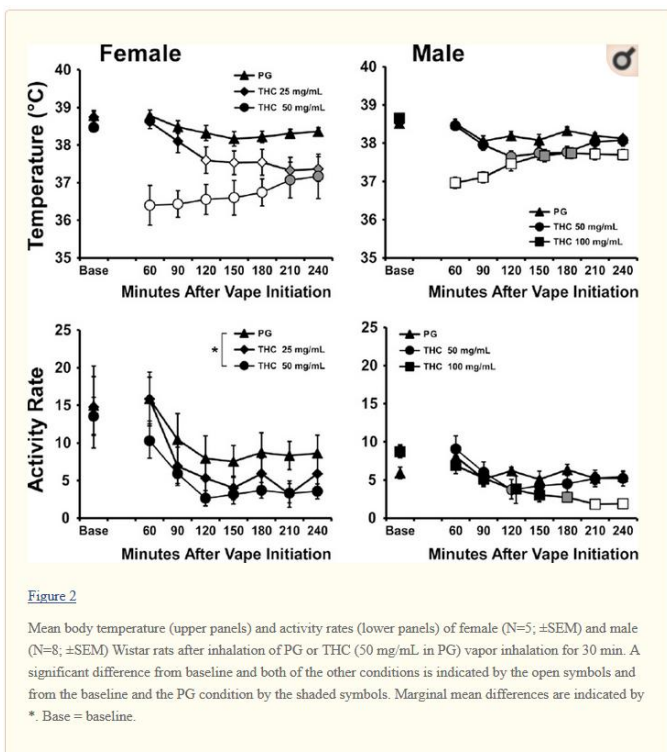 Female
Male
40
39
38
37
36
35
Temperature (°C)
PG
THC 25 mg/mL
THC 50 mg/mL
Base
60 90 120 150 180 210 240
Minutes After Vape Initiation
40
39
38
37
36
35
PG
THC 50 mg/mL
THC 100 mg/mL
Base
60 90 120 150 180 210 240
Minutes After Vape Initiation
25
20
15
10
5
0
Activity Rate
*
PG
THC 25 mg/mL
THC 50 mg/mL
Base
60 90 120 150 180 210 240
Minutes After Vape Initiation
25
20
15
10
5
0
PG
THC 50 mg/mL
THC 100 mg/mL
Base
60 90 120 150 180 210 240
Minutes After Vape Initiation
Figure 2
Mean body temperature (upper panels) and activity rates (lower panels) of female (N=5; ±SEM) and male
(N=8; ±SEM) Wistar rats after inhalation of PG or THC (50 mg/mL in PG) vapor inhalation for 30 min. A
significant difference from baseline and both of the other conditions is indicated by the open symbols and
from the baseline and the PG condition by the shaded symbols. Marginal mean differences are indicated by
*. Base = baseline.